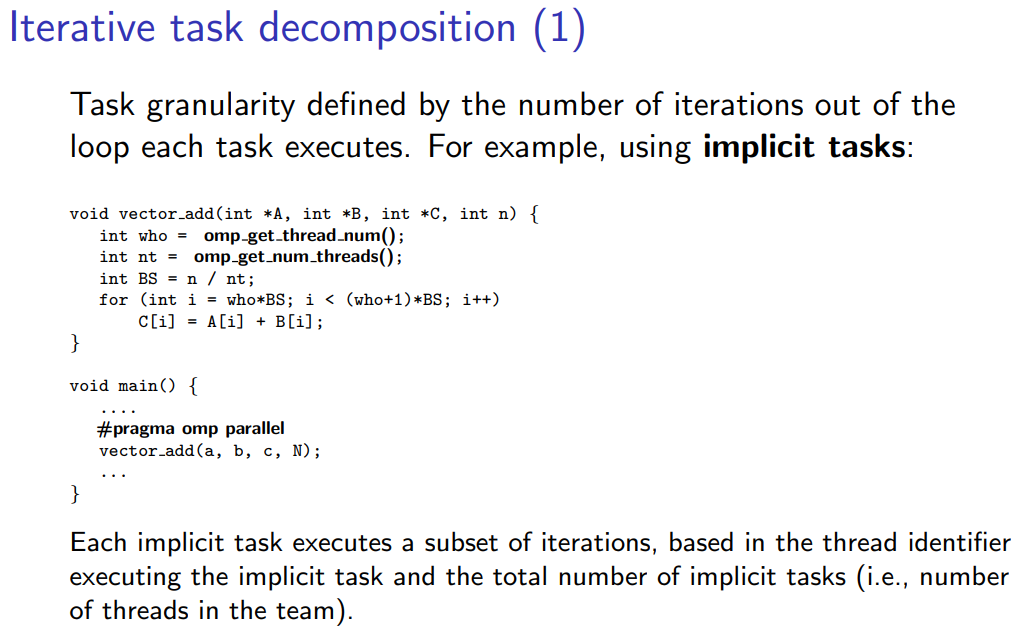 Iterative task decomposition (1)
Task granularity defined by the number of iterations out of the
loop each task executes. For example, using implicit tasks:
void vector_add(int *A, int *B, int *C, int n) {
int who = omp_get_thread_num();
int nt = omp_get_num_threads();
int BS = n / nt;
for (int i = who*BS; i < (who+1)*BS; i++)
C[i] = A[i] + B[i];
}
void main() {
....
#pragma omp parallel
vector_add(a, b, c, N);
...
}
Each implicit task executes a subset of iterations, based in the thread identifier
executing the implicit task and the total number of implicit tasks (i.e., number
of threads in the team).